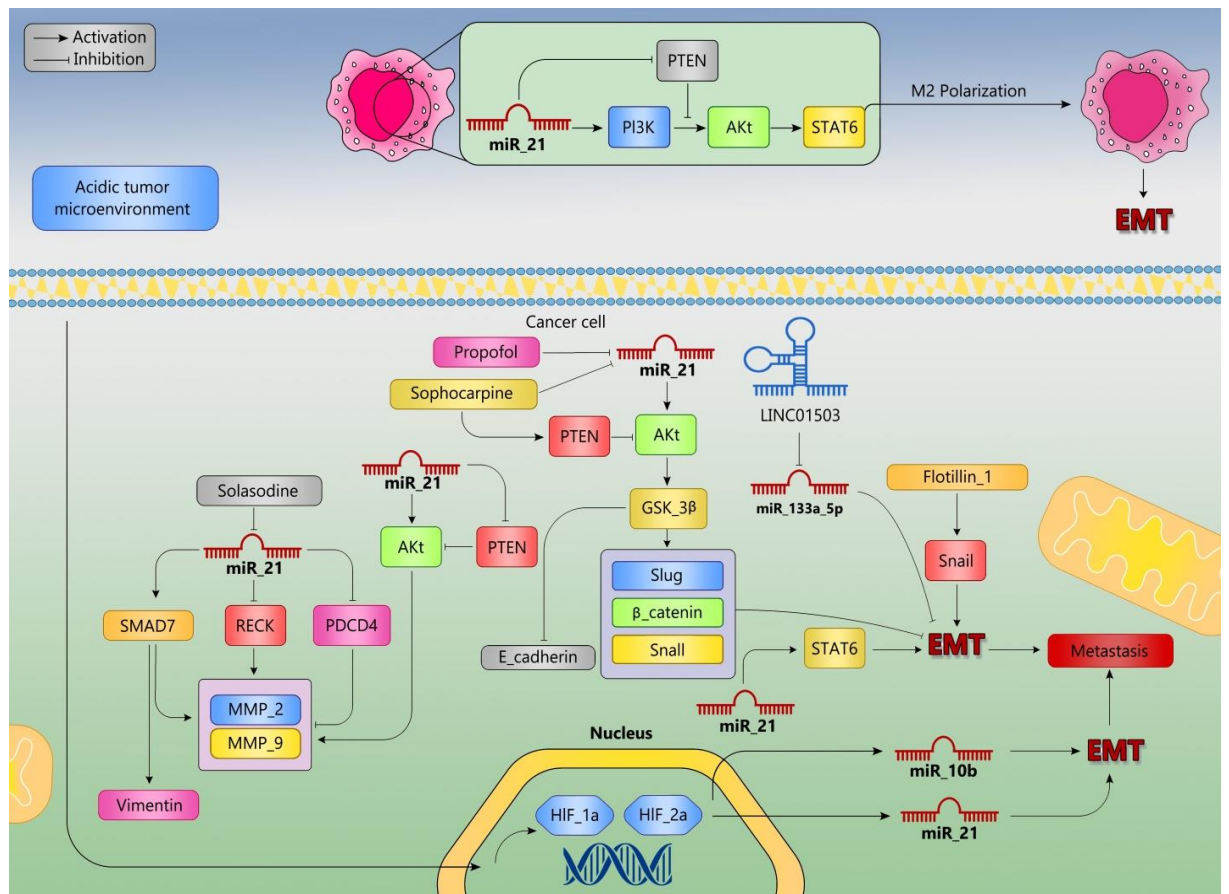 Activation
Inhibition
PTEN
miR_21
PI3K
AKt
STAT6
M2 Polarization
EMT
Acidic tumor
microenvironment
Cancer cell
Propofol
miR_21
Sophocarpine
PTEN
AKt
LINC01503
miR_21
Solasodine
GSK_3β
miR_133a_5p
Flotillin_1
AKt
PTEN
Snail
miR_21
Slug
SMAD7
RECK
PDCD4
β_catenin
E_cadherin
Snall
STAT6
EMT
Metastasis
MMP_2
MMP_9
miR_21
Nucleus
miR_10b
EMT
Vimentin
HIF_1a
HIF_2a
miR_21